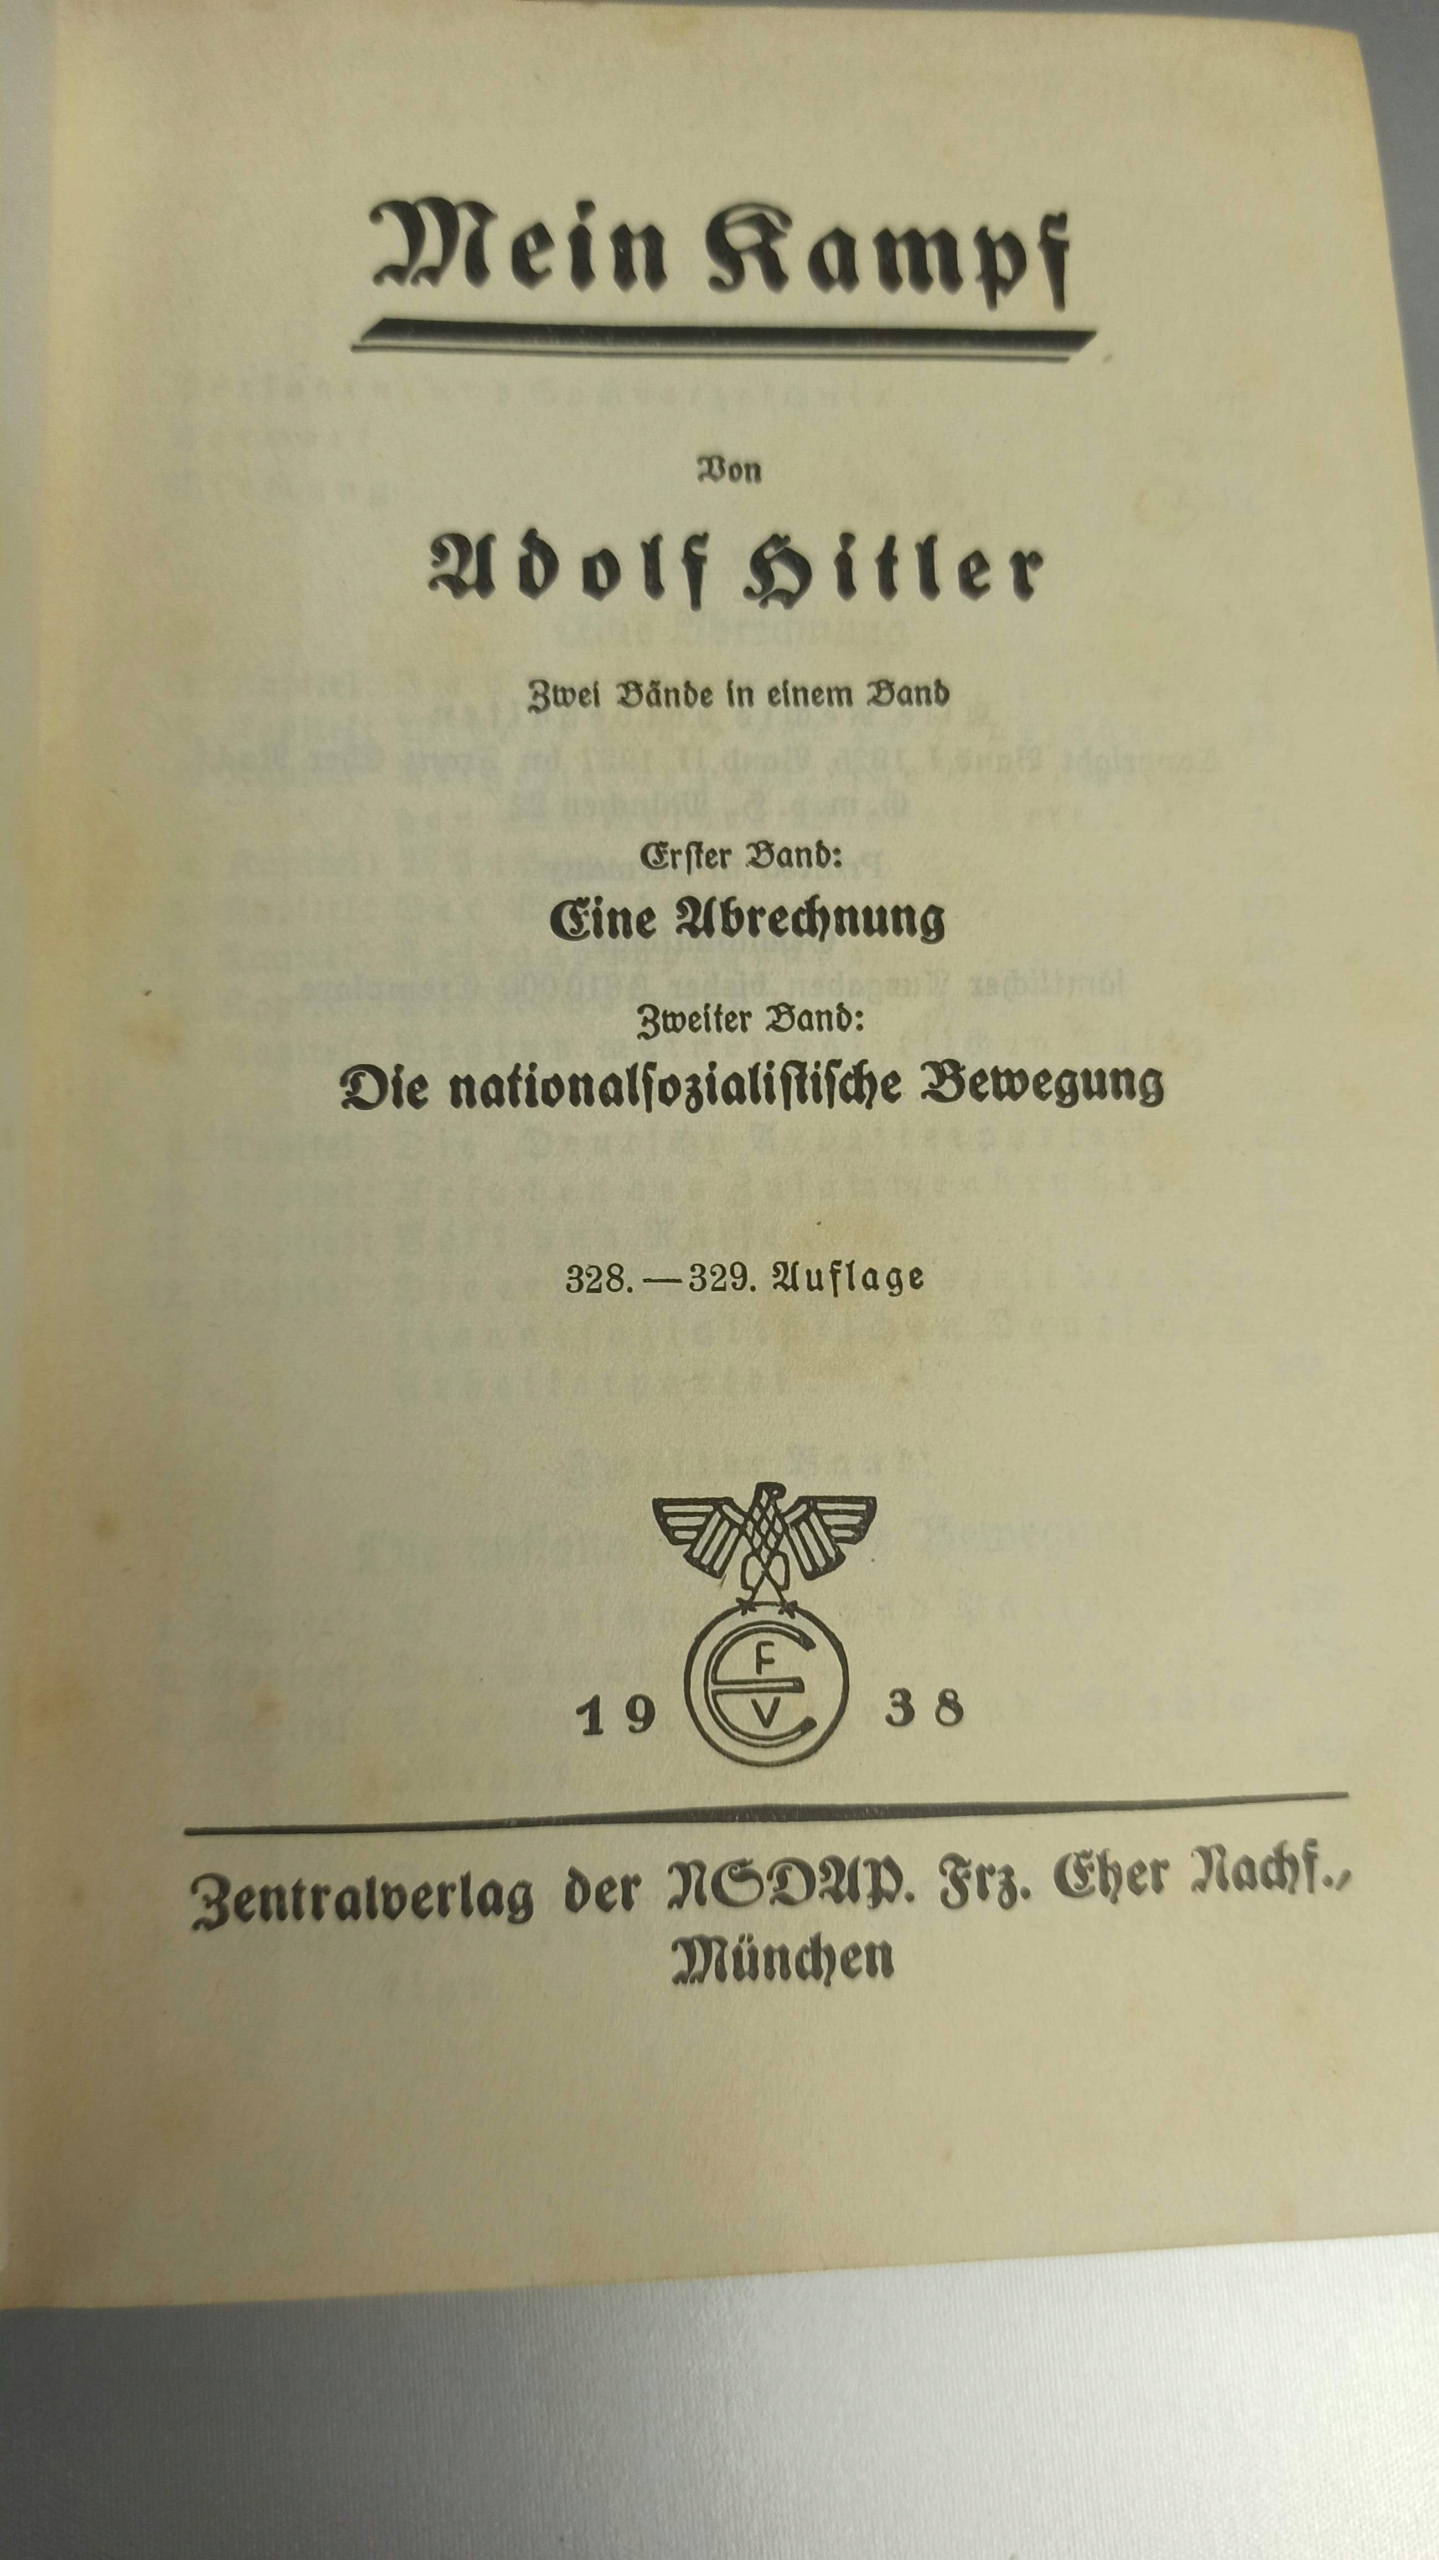 Mein Kampf
Von
Adolf Hitler
Zwei Bände in einem Band
Erſter Band:
Eine Abrechnung
Zweiter Band:
Die nationalſozialiſtiſche Bewegung
328.—329. Auflage
F
E
V
19 38
Zentralverlag der NSDAP. Frz. Eher Nachf.,
München